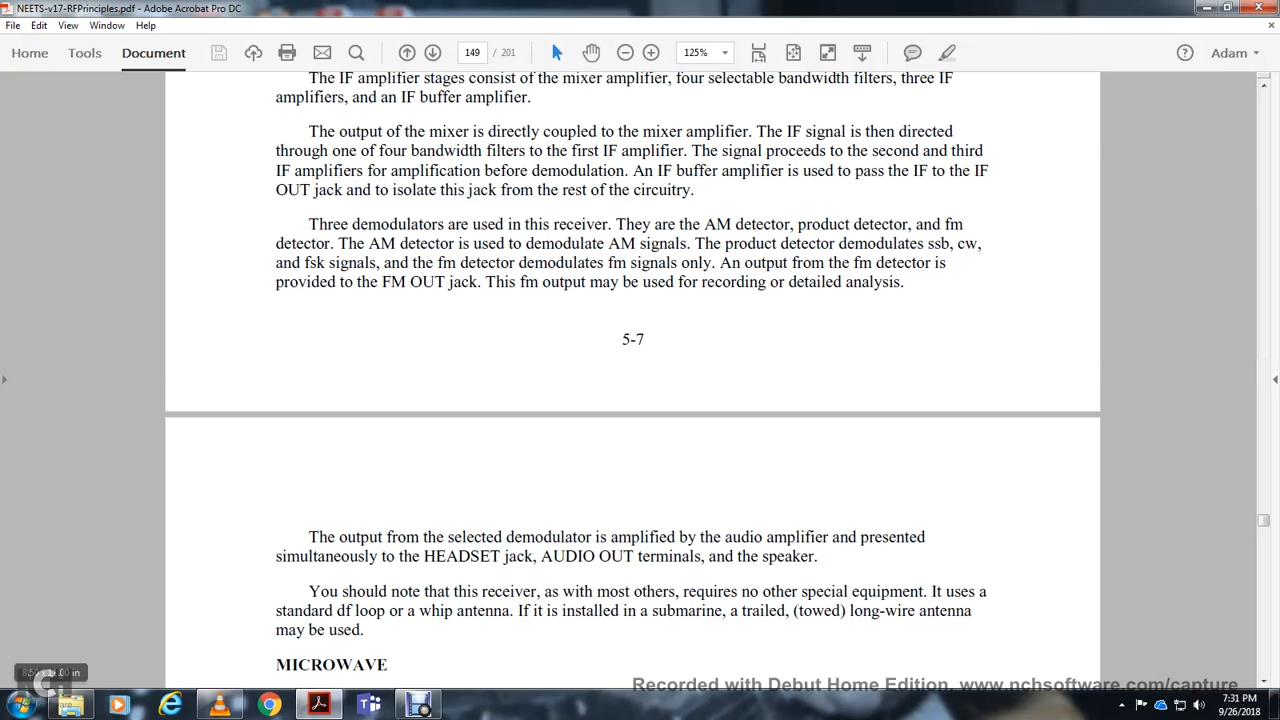 NEETS-v17-RFPrinciples.pdf - Adobe Acrobat Pro DC
File Edit View Window Help
Home Tools Document 149 / 201 125% Adam
The IF amplifier stages consist of the mixer amplifier, four selectable bandwidth filters, three IF
amplifiers, and an IF buffer amplifier.
The output of the mixer is directly coupled to the mixer amplifier. The IF signal is then directed
through one of four bandwidth filters to the first IF amplifier. The signal proceeds to the second and third
IF amplifiers for amplification before demodulation. An IF buffer amplifier is used to pass the IF to the IF
OUT jack and to isolate this jack from the rest of the circuitry.
Three demodulators are used in this receiver. They are the AM detector, product detector, and fm
detector. The AM detector is used to demodulate AM signals. The product detector demodulates ssb, cw,
and fsk signals, and the fm detector demodulates fm signals only. An output from the fm detector is
provided to the FM OUT jack. This fm output may be used for recording or detailed analysis.
5-7
The output from the selected demodulator is amplified by the audio amplifier and presented
simultaneously to the HEADSET jack, AUDIO OUT terminals, and the speaker.
You should note that this receiver, as with most others, requires no other special equipment. It uses a
standard df loop or a whip antenna. If it is installed in a submarine, a trailed, (towed) long-wire antenna
may be used.
MICROWAVE
Recorded with Debut Home Edition. www.nchsoftware.com/capture
7:31 PM
9/26/2018